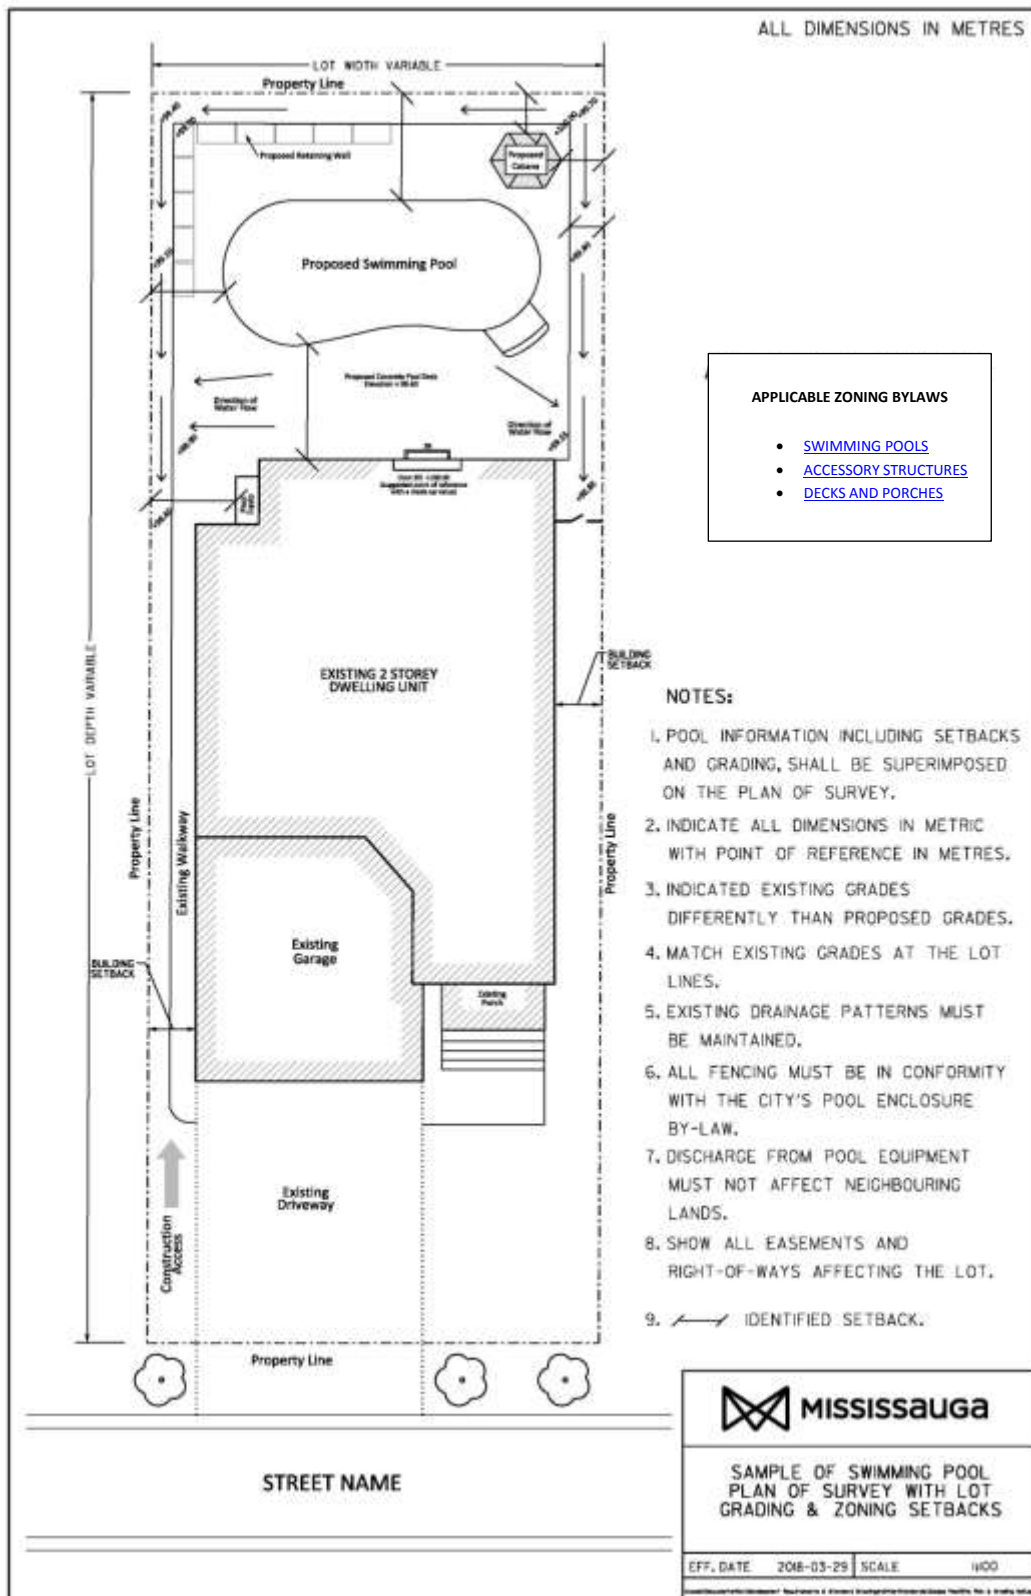 ALL DIMENSIONS IN METRES
LOT WIDTH VARIABLE
Property Line
Proposed Retaining Wall
Proposed
Cabana
Proposed Swimming Pool
Proposed Concrete Pool Deck
Direction of
Water Flow
Direction of
Water Flow
APPLICABLE ZONING BYLAWS
• SWIMMING POOLS
• ACCESSORY STRUCTURES
• DECKS AND PORCHES
LOT DEPTH VARIABLE
EXISTING 2 STOREY
DWELLING UNIT
BUILDING
SETBACK
Property Line
Existing Walkway
Property Line
Existing
Garage
BUILDING
SETBACK
Existing
Porch
Existing
Driveway
Construction
Access
Property Line
STREET NAME
NOTES:
1. POOL INFORMATION INCLUDING SETBACKS
AND GRADING, SHALL BE SUPERIMPOSED
ON THE PLAN OF SURVEY.
2. INDICATE ALL DIMENSIONS IN METRIC
WITH POINT OF REFERENCE IN METRES.
3. INDICATED EXISTING GRADES
DIFFERENTLY THAN PROPOSED GRADES.
4. MATCH EXISTING GRADES AT THE LOT
LINES.
5. EXISTING DRAINAGE PATTERNS MUST
BE MAINTAINED.
6. ALL FENCING MUST BE IN CONFORMITY
WITH THE CITY'S POOL ENCLOSURE
BY-LAW.
7. DISCHARGE FROM POOL EQUIPMENT
MUST NOT AFFECT NEIGHBOURING
LANDS.
8. SHOW ALL EASEMENTS AND
RIGHT-OF-WAYS AFFECTING THE LOT.
9. IDENTIFIED SETBACK.
MISSISSAUGA
SAMPLE OF SWIMMING POOL
PLAN OF SURVEY WITH LOT
GRADING & ZONING SETBACKS
EFF. DATE 2018-03-29 SCALE